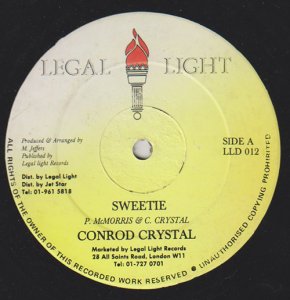 LEGAL LIGHT
Produced & Arranged by
M. Jeffers
Published by
Legal light Records
SIDE A
LLD 012
Dist. by Legal Light
Dist. by Jet Star
Tel: 01-961 5818
SWEETIE
P. McMORRIS & C. CRYSTAL
CONROD CRYSTAL
Marketed by Legal Light Records
28 All Saints Road, London W11
Tel: 01-727 0701
ALL RIGHTS OF THE OWNER OF THIS RECORDED WORK RESERVED • UNAUTHORISED COPYING PROHIBITED